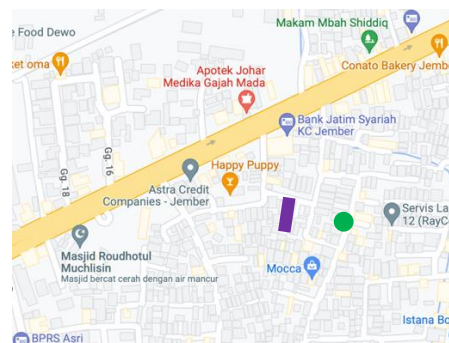 Makam Mbah Shiddiq
e Food Dewo
ket oma
Conato Bakery Jembe
Apotek Johar
Medika Gajah Mada
Bank Jatim Syariah
KC Jember
Gg. 16
Gg. 18
Happy Puppy
Astra Credit
Companies - Jember
Servis La
12 (RayC
Masjid Roudhotul
Muchlisin
Masjid bercat cerah dengan air mancur
Mocca
Istana Bo
BPRS Asri